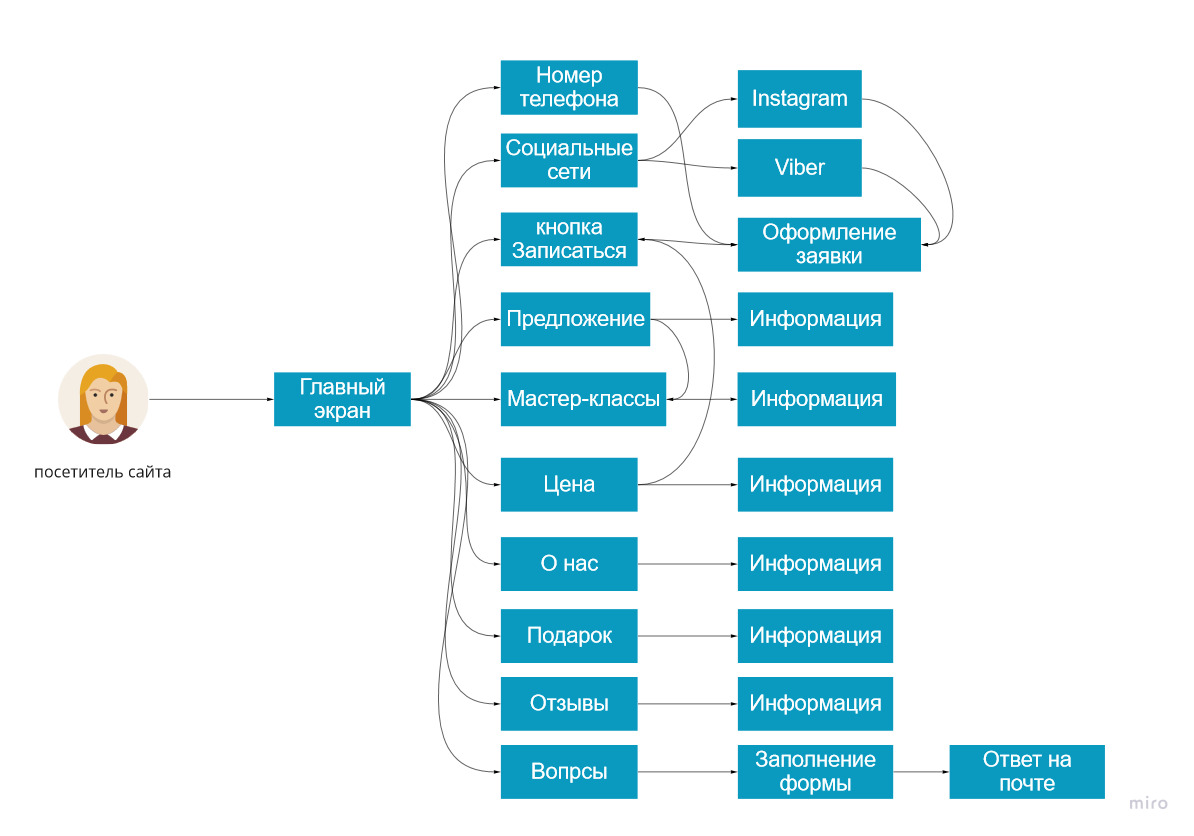 посетитель сайта
Главный
экран
Номер
телефона
Социальные
сети
кнопка
Записаться
Предложение
Мастер-классы
Цена
О нас
Подарок
Отзывы
Вопрсы
Instagram
Viber
Оформление
заявки
Информация
Информация
Информация
Информация
Информация
Информация
Заполнение
формы
Ответ на
почте
miro